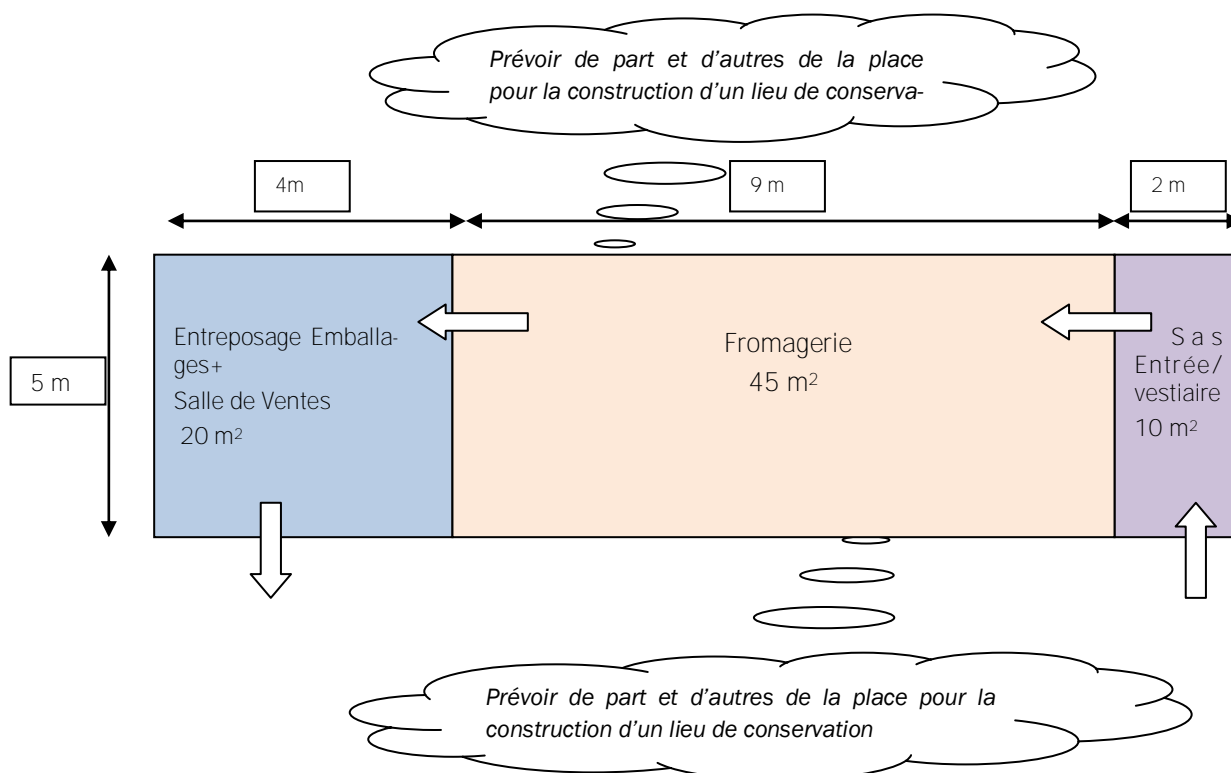 Prévoir de part et d'autres de la place
pour la construction d'un lieu de conserva-
4m
9 m
2 m
5 m
Entreposage Emballa-
ges+
Salle de Ventes
20 m²
Fromagerie
45 m²
Sas
Entrée/
vestiaire
10 m²
Prévoir de part et d'autres de la place pour la
construction d'un lieu de conservation